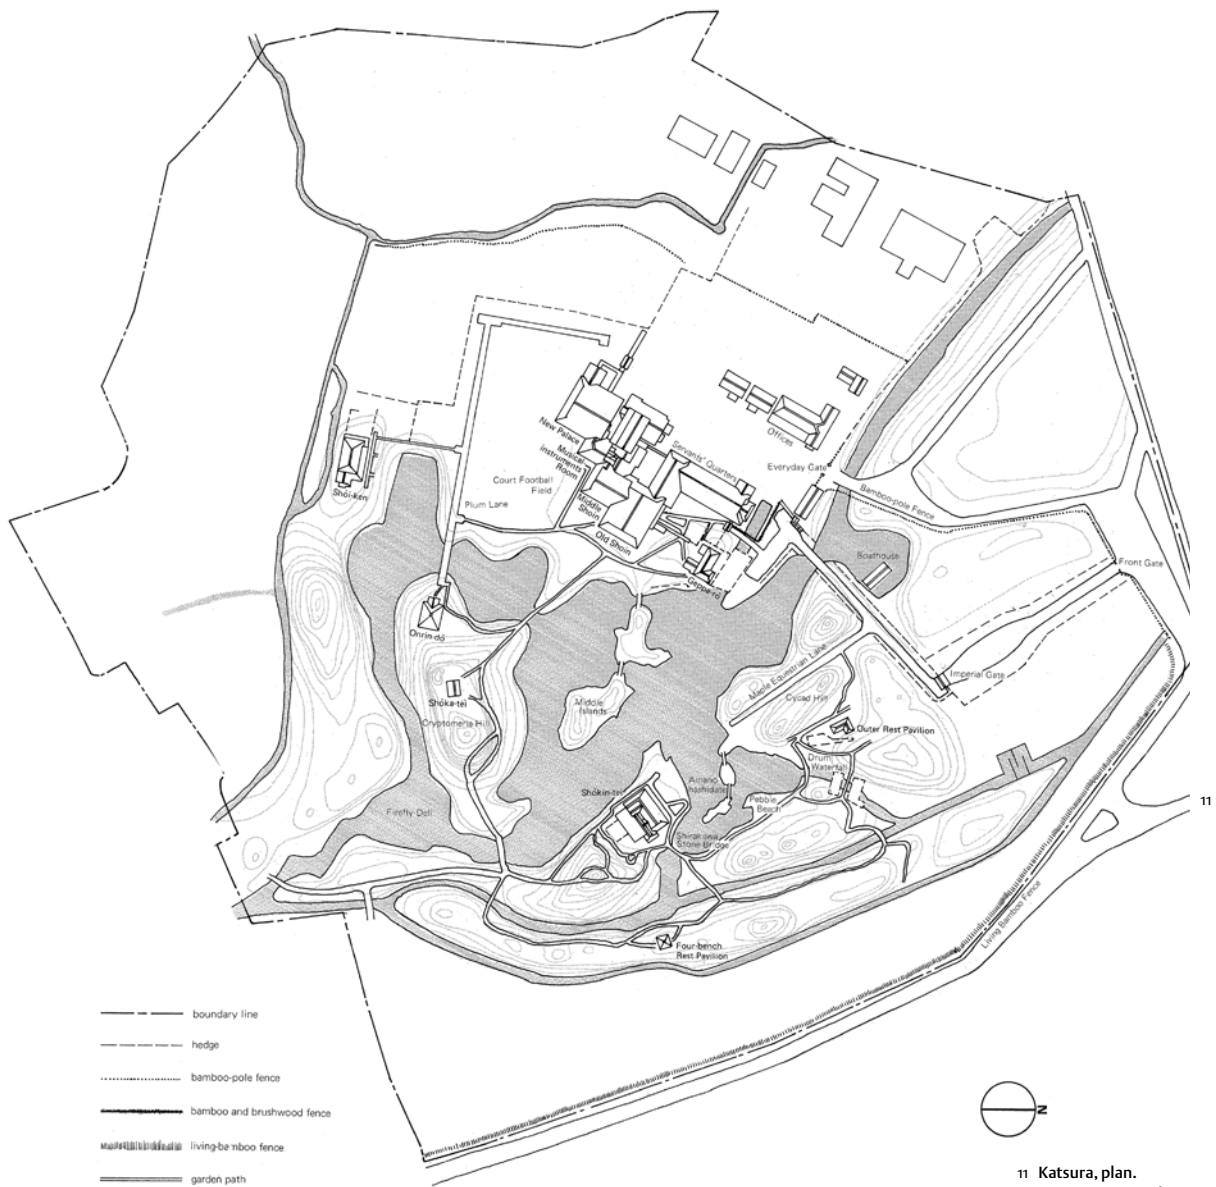 New Palace
Musical
instruments
Room
Servants' Quarters
Offices
Everyday Gate
Bamboo-pole Fence
Court Football
Field
Middle
Shoin
Shōi-ken
Plum Lane
Old Shoin
Boathouse
Front Gate
Geppa-rō
Onrin-dō
Maple Equestrian Lane
Imperial Gate
Shōka-tei
Cryptomeria Hill
Middle
Islands
Cycad Hill
Outer Rest Pavilion
Drum
Waterfall
Amano
hashidate
Shōkin-tei
Pebble
Beach
Firefly Dell
Shirakawa
Stone Bridge
11
Living Bamboo Fence
Four-bench
Rest Pavilion
boundary line
hedge
bamboo-pole fence
bamboo and brushwood fence
living-bamboo fence
garden path
N
11 Katsura, plan.